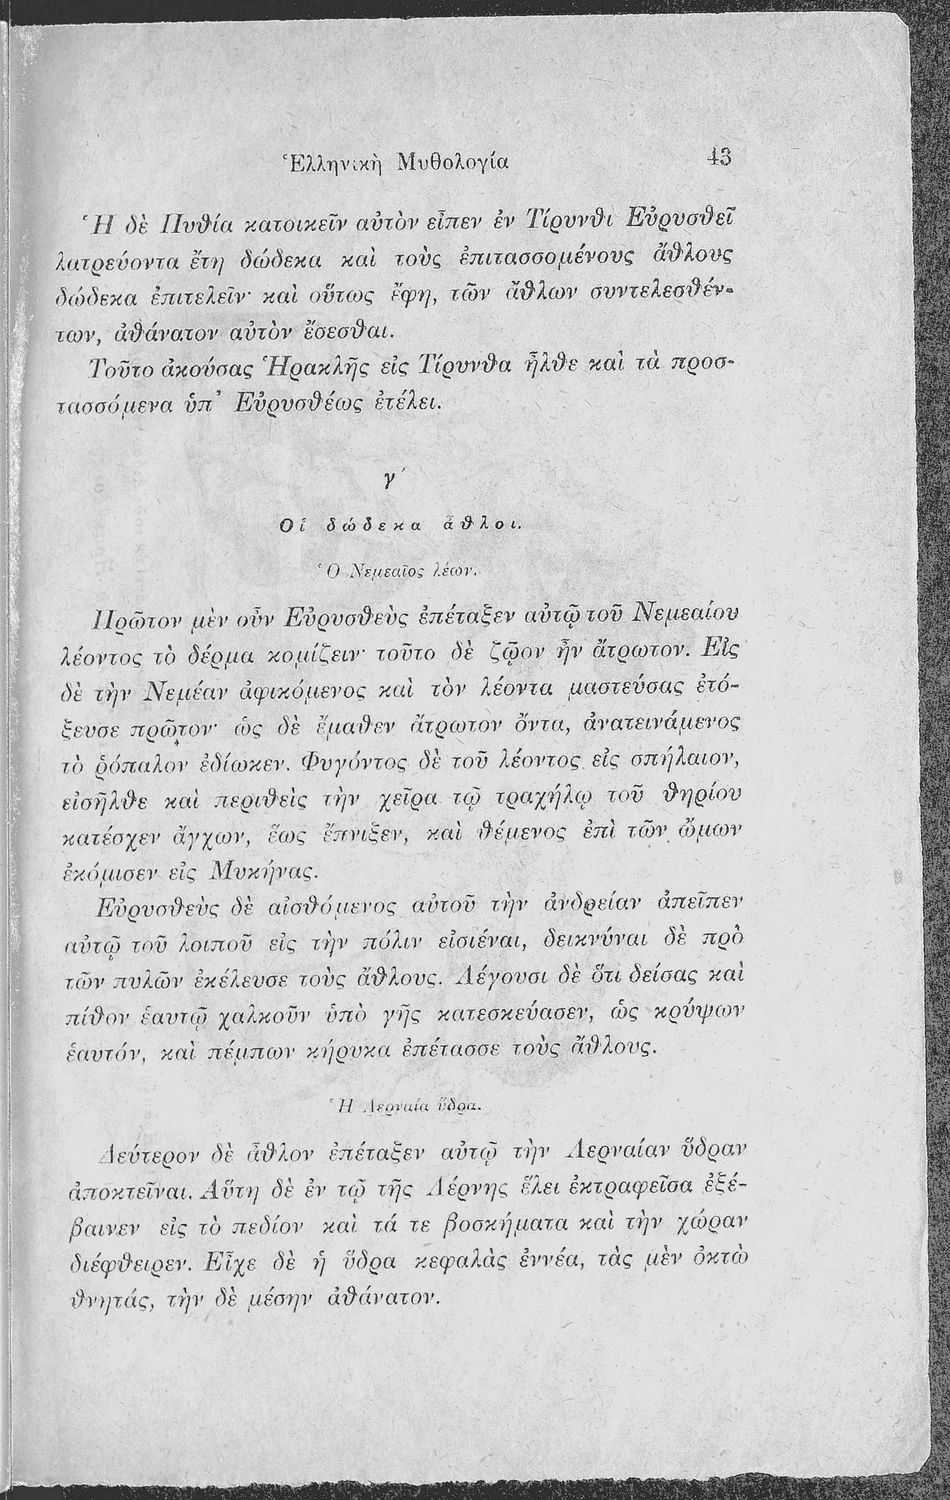 Ἑλληνικὴ Μυθολογία 43
Ἡ δὲ Πυθία κατοικεῖν αὐτὸν εἶπεν ἐν Τίρυνθι Εὐρυσθεῖ
λατρεύοντα ἔτη δώδεκα καὶ τοὺς ἐπιτασσομένους ἄθλους
δώδεκα ἐπιτελεῖν· καὶ οὕτως ἔφη, τῶν ἄθλων συντελεσθέν-
των, ἀθάνατον αὐτὸν ἔσεσθαι.
Τοῦτο ἀκούσας Ἡρακλῆς εἰς Τίρυνθα ἦλθε καὶ τὰ προσ-
τασσόμενα ὑπ' Εὐρυσθέως ἐτέλει.
γ΄
Οἱ δώδεκα ἆθλοι.
Ὁ Νεμεαῖος λέων.
Πρῶτον μὲν οὖν Εὐρυσθεὺς ἐπέταξεν αὐτῷ τοῦ Νεμεαίου
λέοντος τὸ δέρμα κομίζειν· τοῦτο δὲ ζῷον ἦν ἄτρωτον. Εἰς
δὲ τὴν Νεμέαν ἀφικόμενος καὶ τὸν λέοντα μαστεύσας ἐτό-
ξευσε πρῶτον· ὡς δὲ ἔμαθεν ἄτρωτον ὄντα, ἀνατεινάμενος
τὸ ῥόπαλον ἐδίωκεν. Φυγόντος δὲ τοῦ λέοντος εἰς σπήλαιον,
εἰσῆλθε καὶ περιθεὶς τὴν χεῖρα τῷ τραχήλῳ τοῦ θηρίου
κατέσχεν ἄγχων, ἕως ἔπνιξεν, καὶ θέμενος ἐπὶ τῶν ὤμων
ἐκόμισεν εἰς Μυκήνας.
Εὐρυσθεὺς δὲ αἰσθόμενος αὐτοῦ τὴν ἀνδρείαν ἀπεῖπεν
αὐτῷ τοῦ λοιποῦ εἰς τὴν πόλιν εἰσιέναι, δεικνύναι δὲ πρὸ
τῶν πυλῶν ἐκέλευσε τοὺς ἄθλους. Λέγουσι δὲ ὅτι δείσας καὶ
πίθον ἑαυτῷ χαλκοῦν ὑπὸ γῆς κατεσκεύασεν, ὡς κρύψων
ἑαυτόν, καὶ πέμπων κήρυκα ἐπέτασσε τοὺς ἄθλους.
Ἡ Λερναία ὕδρα.
Δεύτερον δὲ ἆθλον ἐπέταξεν αὐτῷ τὴν Λερναίαν ὕδραν
ἀποκτεῖναι. Αὕτη δὲ ἐν τῷ τῆς Λέρνης ἕλει ἐκτραφεῖσα ἐξέ-
βαινεν εἰς τὸ πεδίον καὶ τά τε βοσκήματα καὶ τὴν χώραν
διέφθειρεν. Εἶχε δὲ ἡ ὕδρα κεφαλὰς ἐννέα, τὰς μὲν ὀκτὼ
θνητάς, τὴν δὲ μέσην ἀθάνατον.